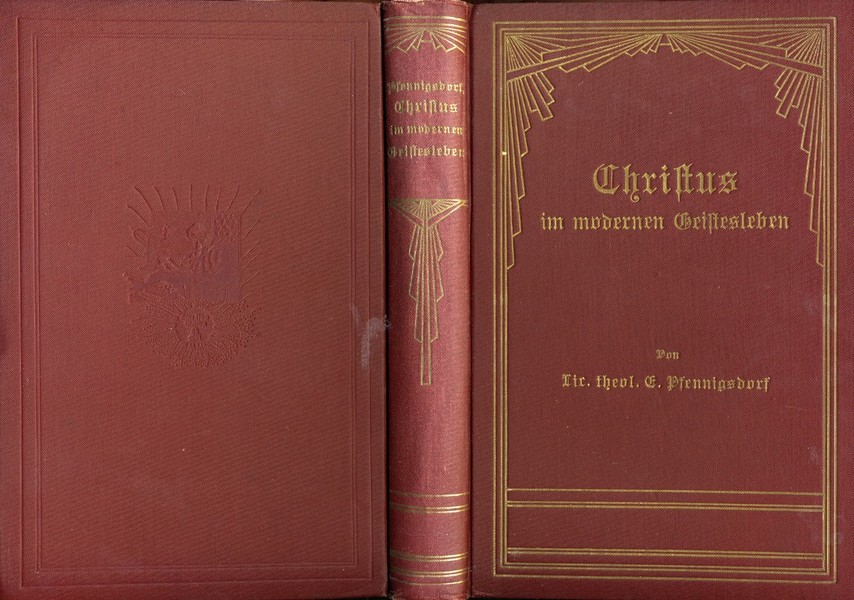 Pfennigsdorf,
Christus
im modernen
Geistesleben
Christus
im modernen Geistesleben
Von
Lic. theol. E. Pfennigsdorf